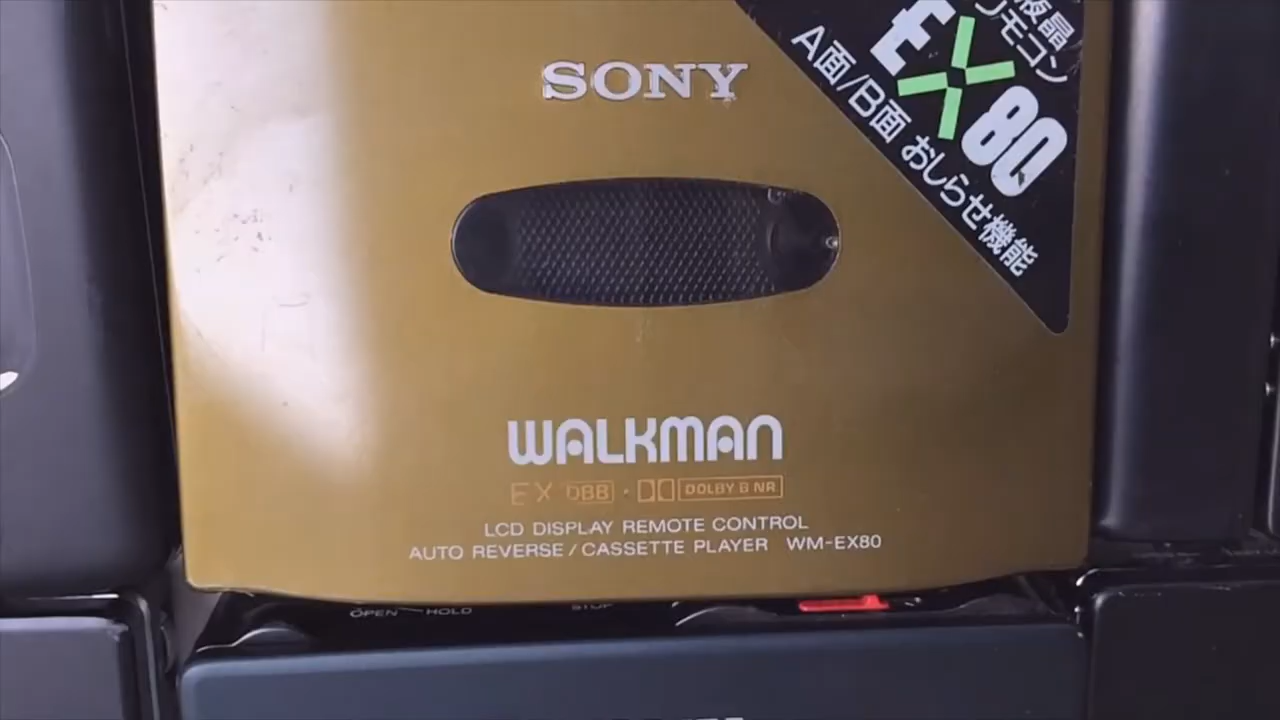 SONY
液晶
リモコン
EX80
A面/B面 おしらせ機能
WALKMAN
EX DBB · DOLBY B NR
LCD DISPLAY REMOTE CONTROL
AUTO REVERSE / CASSETTE PLAYER WM-EX80
OPEN HOLD STOP